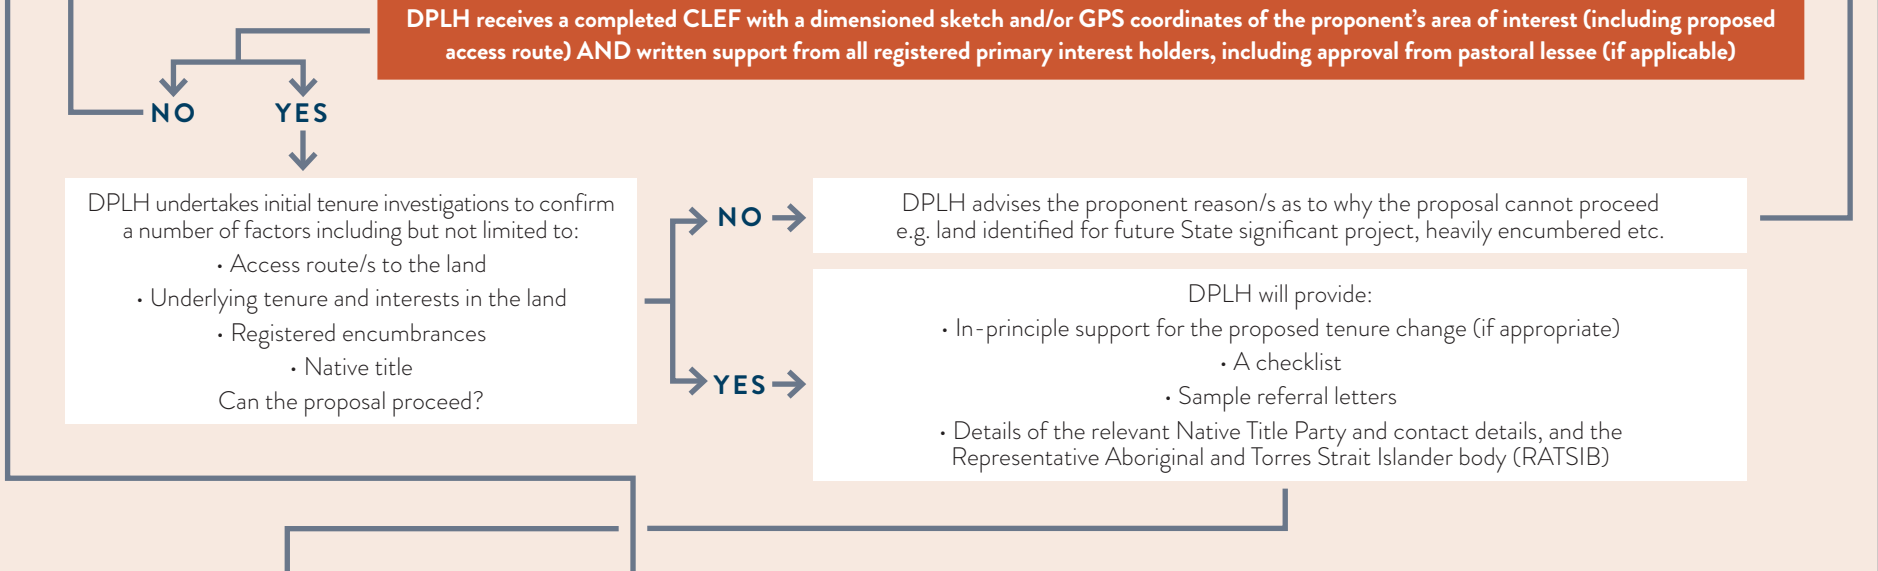 DPLH receives a completed CLEF with a dimensioned sketch and/or GPS coordinates of the proponent's area of interest (including proposed
access route) AND written support from all registered primary interest holders, including approval from pastoral lessee (if applicable)
NO
YES
DPLH undertakes initial tenure investigations to confirm
a number of factors including but not limited to:
• Access route/s to the land
• Underlying tenure and interests in the land
• Registered encumbrances
• Native title
Can the proposal proceed?
NO
DPLH advises the proponent reason/s as to why the proposal cannot proceed
e.g. land identified for future State significant project, heavily encumbered etc.
YES
DPLH will provide:
• In-principle support for the proposed tenure change (if appropriate)
• A checklist
• Sample referral letters
• Details of the relevant Native Title Party and contact details, and the
Representative Aboriginal and Torres Strait Islander body (RATSIB)